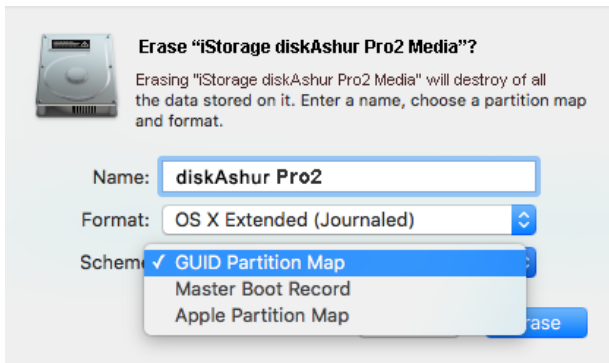 Erase “iStorage diskAshur Pro2 Media”?
Erasing "iStorage diskAshur Pro2 Media" will destroy of all
the data stored on it. Enter a name, choose a partition map
and format.
Name: diskAshur Pro2
Format: OS X Extended (Journaled)
Scheme ✓ GUID Partition Map
Master Boot Record
Apple Partition Map
rase